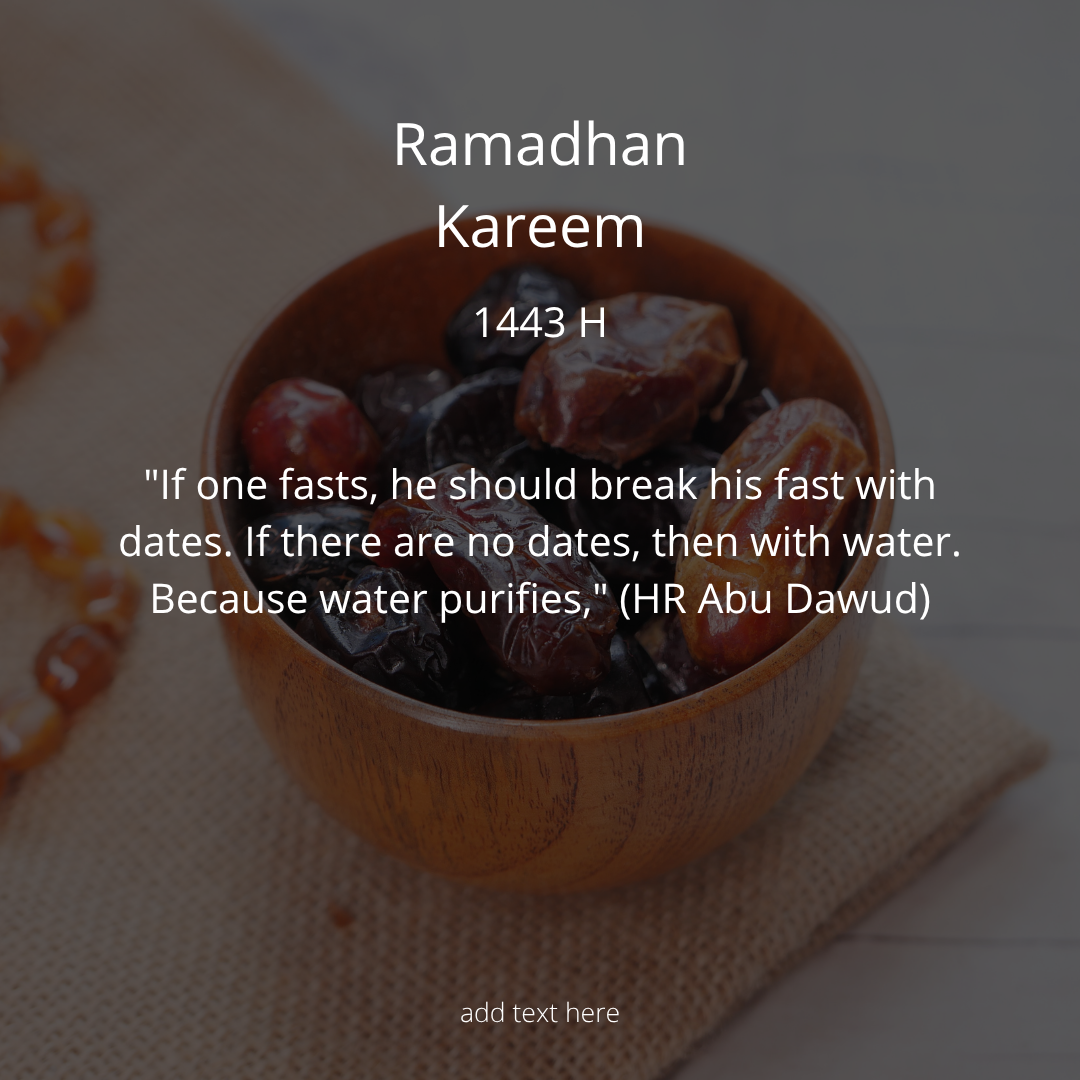 Ramadhan
Kareem
1443 H
"If one fasts, he should break his fast with
dates. If there are no dates, then with water.
Because water purifies," (HR Abu Dawud)
add text here